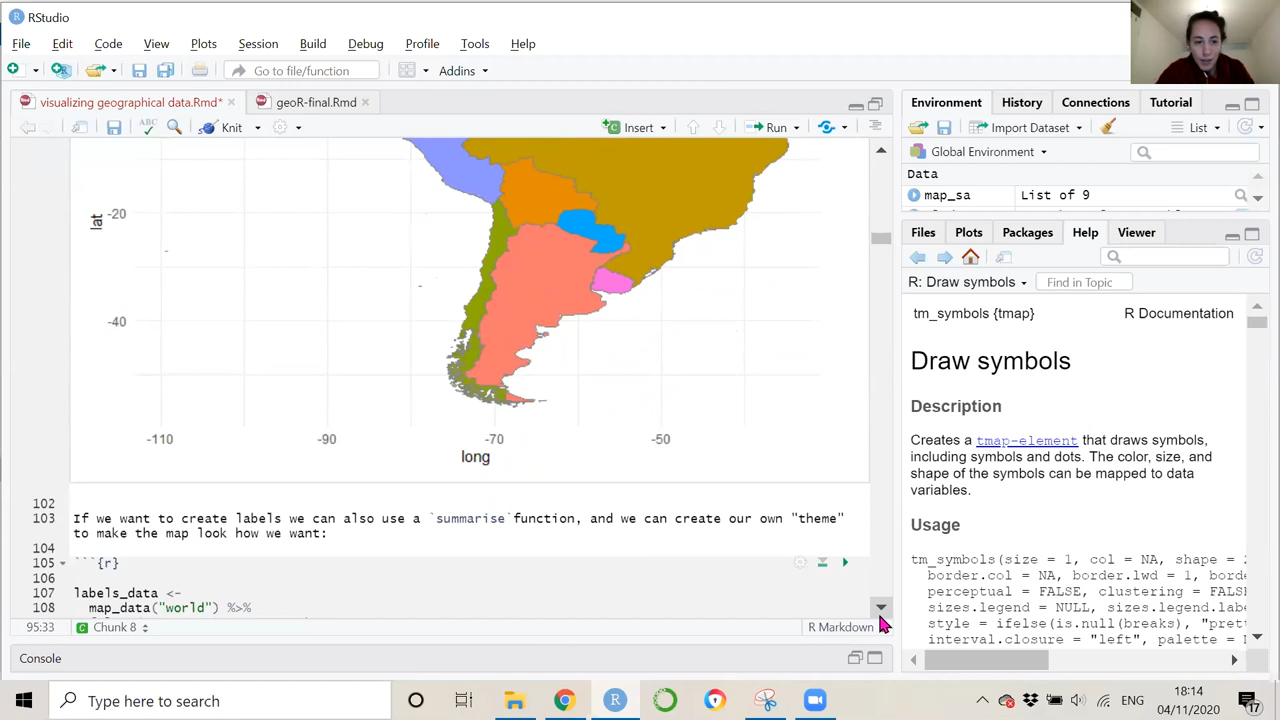 RStudio
File Edit Code View Plots Session Build Debug Profile Tools Help
Go to file/function Addins
visualizing geographical data.Rmd* geoR-final.Rmd
ABC Knit Insert Run
-20
lat
-40
-110 -90 -70 -50
long
102
103 If we want to create labels we can also use a `summarise`function, and we can create our own "theme"
to make the map look how we want:
104
105 ```{r}
106
107 labels_data <-
108 map_data("world") %>%
95:33 Chunk 8 R Markdown
Console
Environment History Connections Tutorial
Import Dataset List
Global Environment
Data
map_sa List of 9
Files Plots Packages Help Viewer
R: Draw symbols Find in Topic
tm_symbols {tmap} R Documentation
Draw symbols
Description
Creates a tmap-element that draws symbols,
including symbols and dots. The color, size, and
shape of the symbols can be mapped to data
variables.
Usage
tm_symbols(size = 1, col = NA, shape =
border.col = NA, border.lwd = 1, borde
perceptual = FALSE, clustering = FALSE
sizes.legend = NULL, sizes.legend.labe
style = ifelse(is.null(breaks), "pret
interval.closure = "left", palette =
Type here to search
ENG
18:14
04/11/2020
17